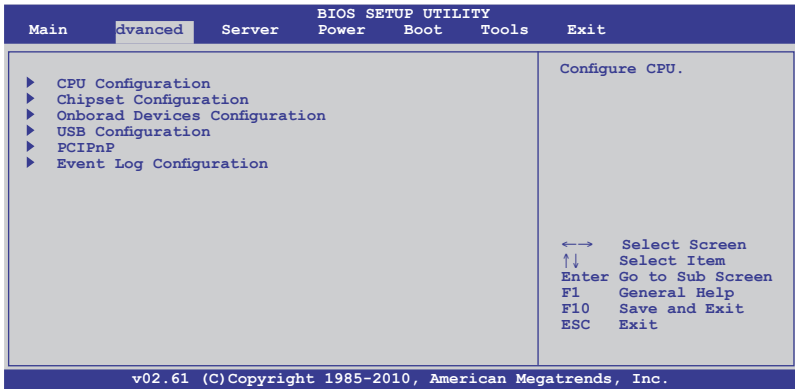 BIOS SETUP UTILITY
Main dvanced Server Power Boot Tools Exit
CPU Configuration
Chipset Configuration
Onborad Devices Configuration
USB Configuration
PCIPnP
Event Log Configuration
Configure CPU.
←→ Select Screen
↑↓ Select Item
Enter Go to Sub Screen
F1 General Help
F10 Save and Exit
ESC Exit
v02.61 (C)Copyright 1985-2010, American Megatrends, Inc.